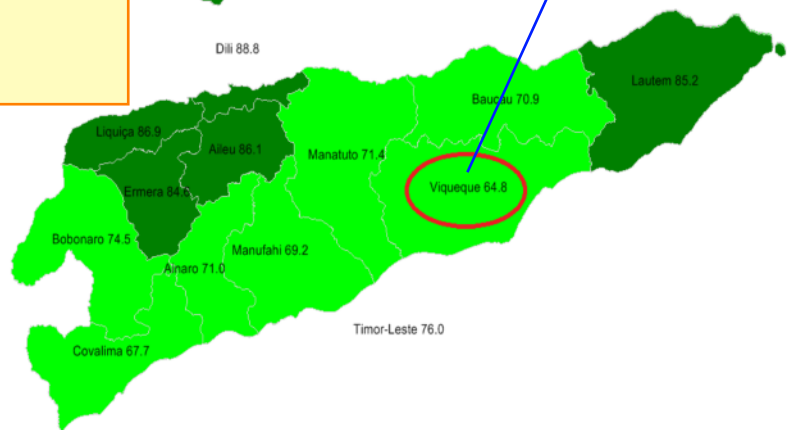 Dili 88.8
Lautem 85.2
Baucau 70.9
Liquiça 86.9
Aileu 86.1
Manatuto 71.4
Viqueque 64.8
Ermera 84.6
Bobonaro 74.5
Manufahi 69.2
Ainaro 71.0
Timor-Leste 76.0
Covalima 67.7